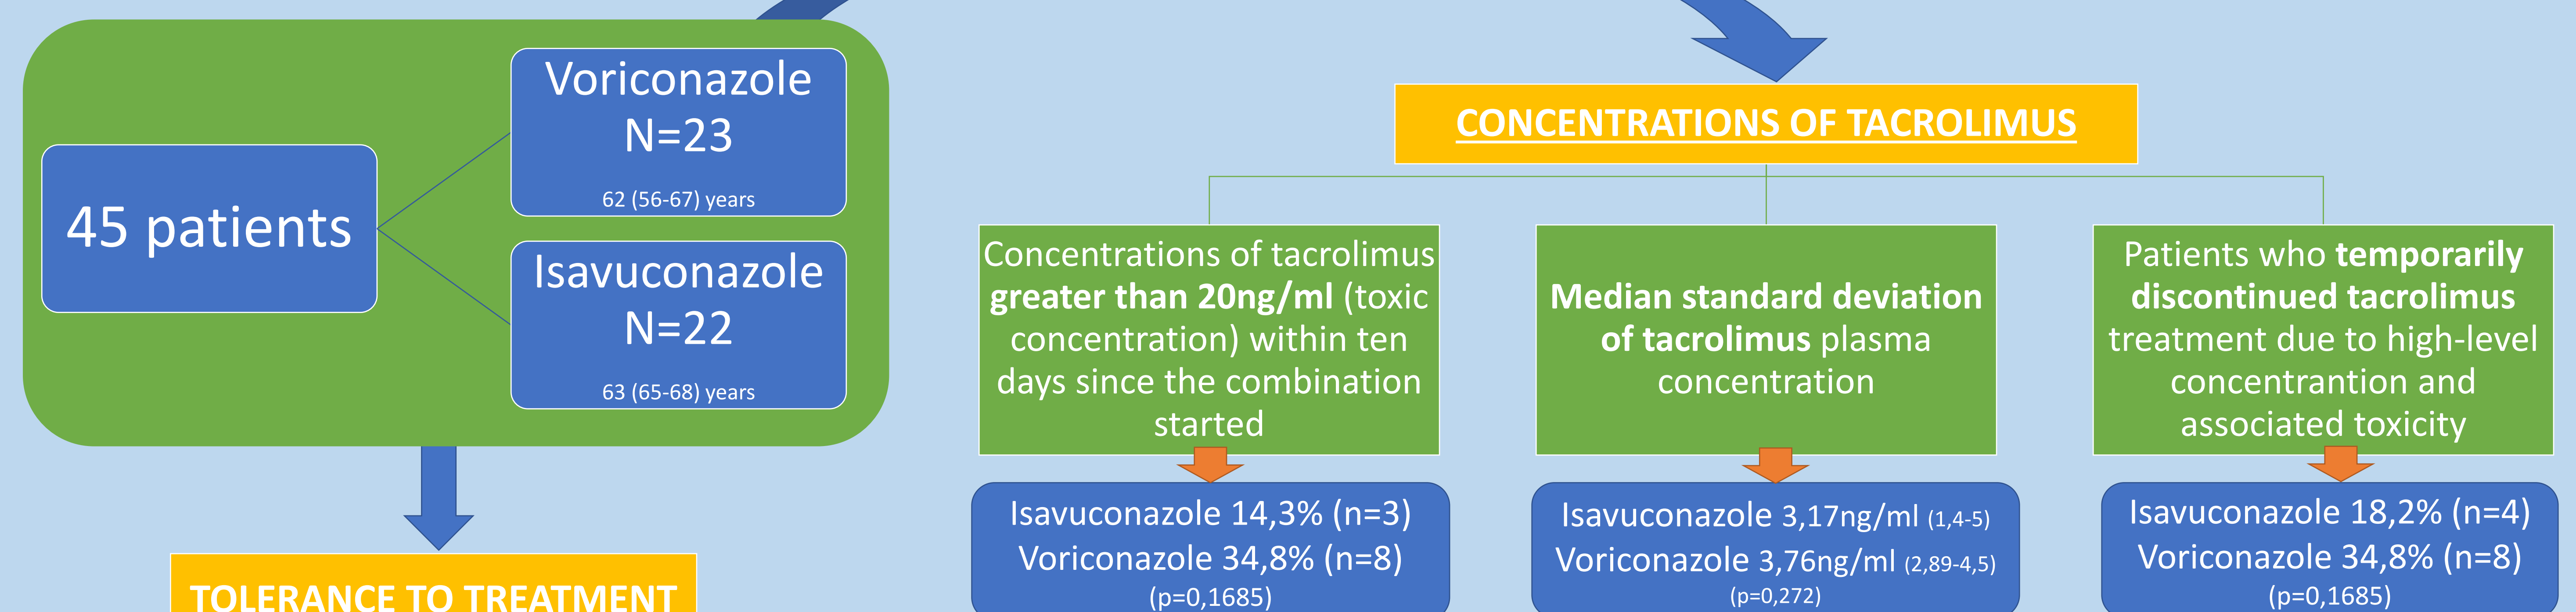 45 patients
Voriconazole
N=23
62 (56-67) years
Isavuconazole
N=22
63 (65-68) years
TOLERANCE TO TREATMENT
CONCENTRATIONS OF TACROLIMUS
Concentrations of tacrolimus
greater than 20ng/ml (toxic
concentration) within ten
days since the combination
started
Isavuconazole 14,3% (n=3)
Voriconazole 34,8% (n=8)
(p=0,1685)
Median standard deviation
of tacrolimus plasma
concentration
Isavuconazole 3,17ng/ml (1,4-5)
Voriconazole 3,76ng/ml (2,89-4,5)
(p=0,272)
Patients who temporarily
discontinued tacrolimus
treatment due to high-level
concentrantion and
associated toxicity
Isavuconazole 18,2% (n=4)
Voriconazole 34,8% (n=8)
(p=0,1685)